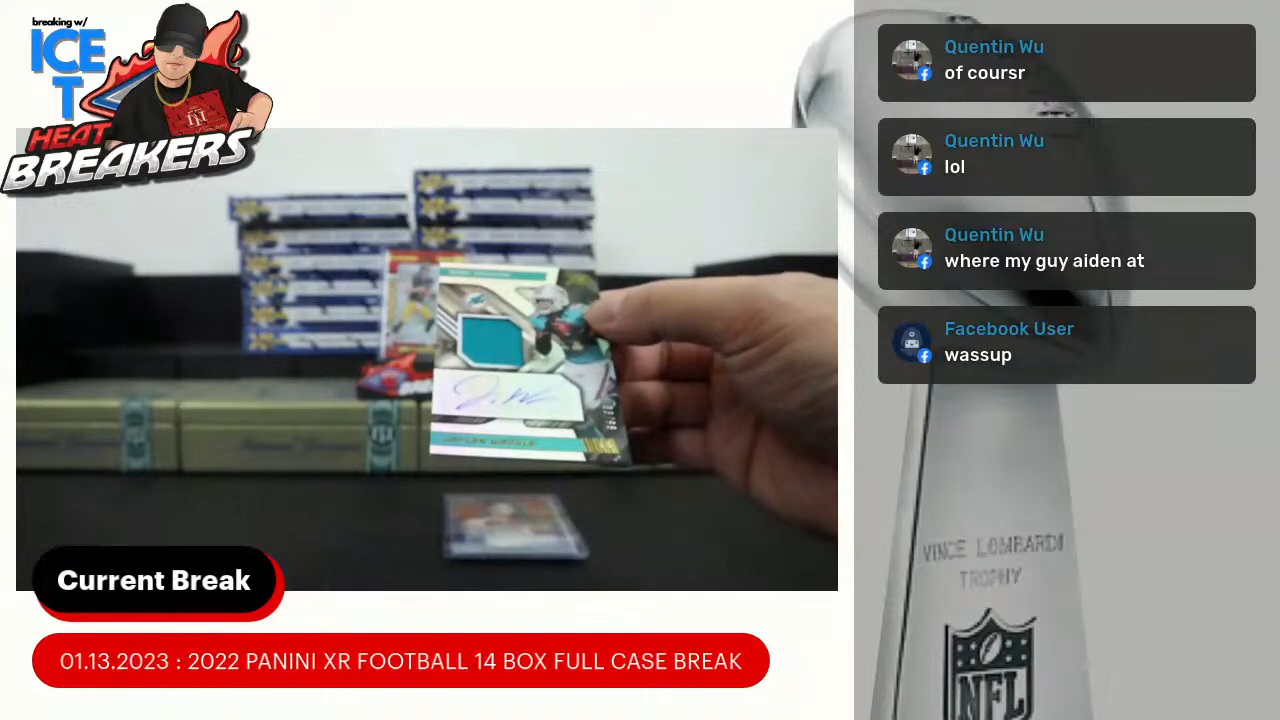 breaking w/
ICE
T
HEAT
BREAKERS
Quentin Wu
of coursr
Quentin Wu
lol
Quentin Wu
where my guy aiden at
Facebook User
wassup
JAYLEN WADDLE
VINCE LOMBARDI
TROPHY
NFL
Current Break
01.13.2023 : 2022 PANINI XR FOOTBALL 14 BOX FULL CASE BREAK